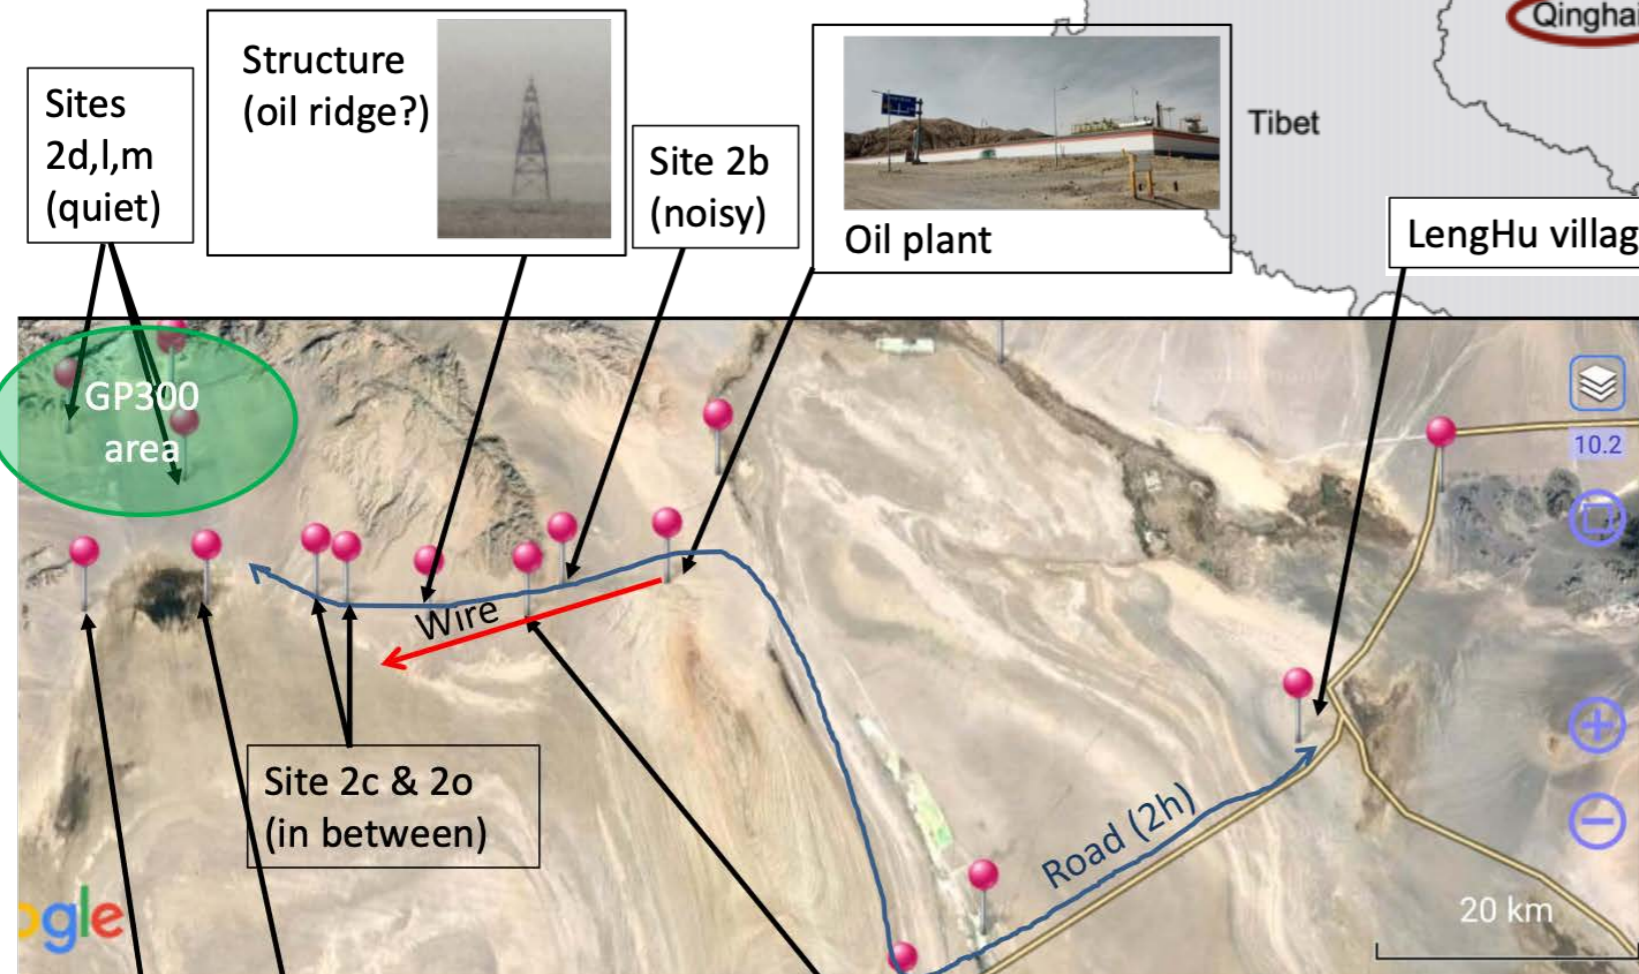 Qinghai
Structure
(oil ridge?)
Sites
2d,l,m
(quiet)
Tibet
Site 2b
(noisy)
LengHu villag
Oil plant
GP300
area
10.2
Wire
Site 2c & 2o
(in between)
Road (2h)
20 km
ogle